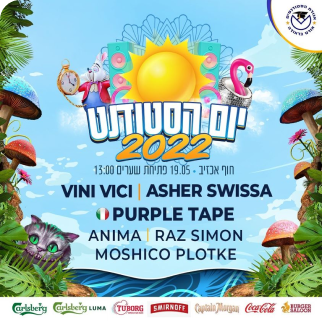 יום הסטודנט
2022
חוף אכזיב - 19.05 פתיחת שערים 13:00
VINI VICI | ASHER SWISSA
PURPLE TAPE
ANIMA | RAZ SIMON
MOSHICO PLOTKE
Carlsberg Carlsberg LUMA TUBORG SMIRNOFF Captain Morgan Coca-Cola BURGER SALOON